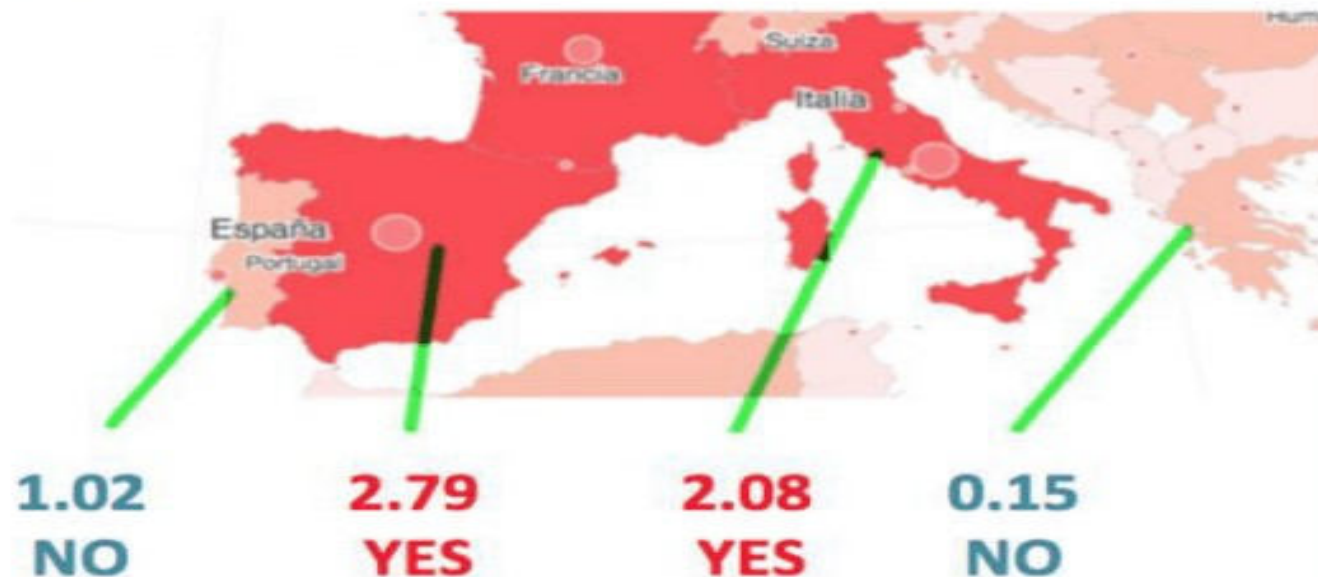 Suiza
Francia
Italia
España
Portugal
1.02 2.79 2.08 0.15
NO YES YES NO